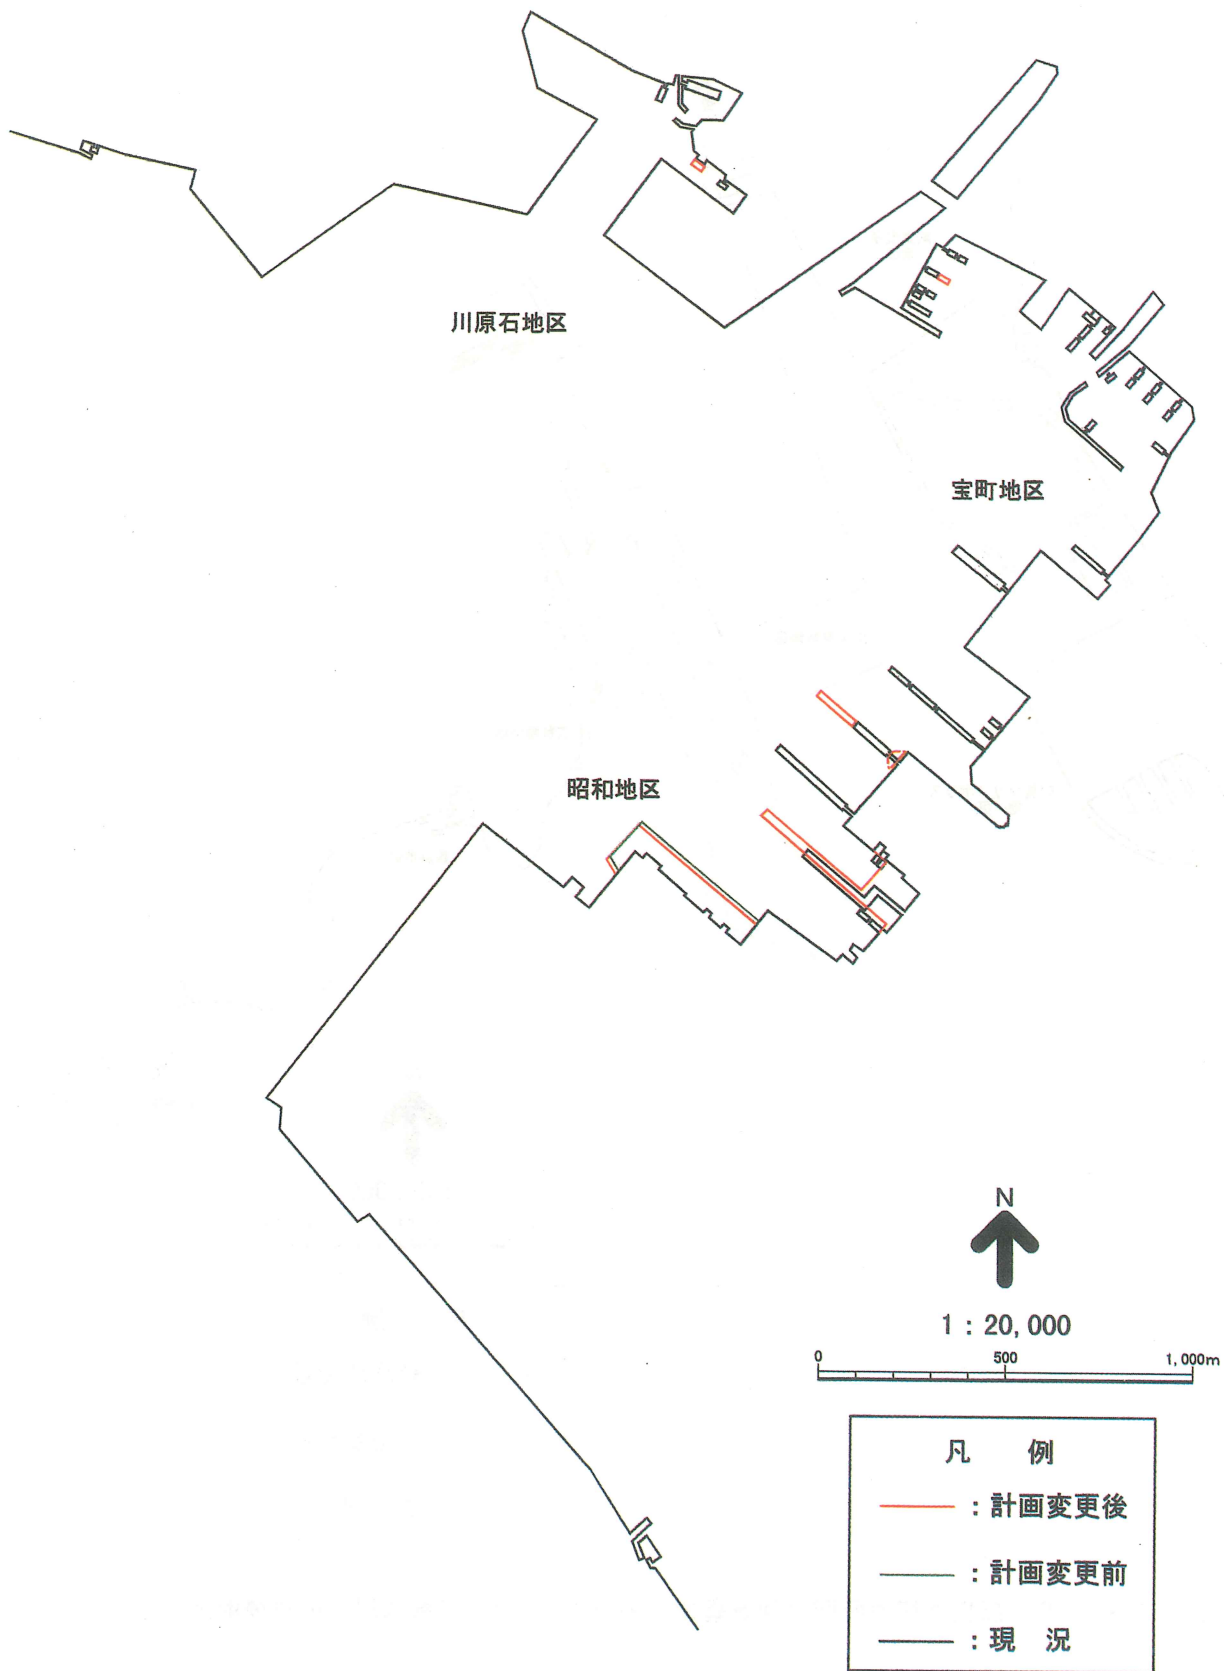 川原石地区
宝町地区
昭和地区
N
1：20,000
0 500 1,000m
凡　例
：計画変更後
：計画変更前
：現　況